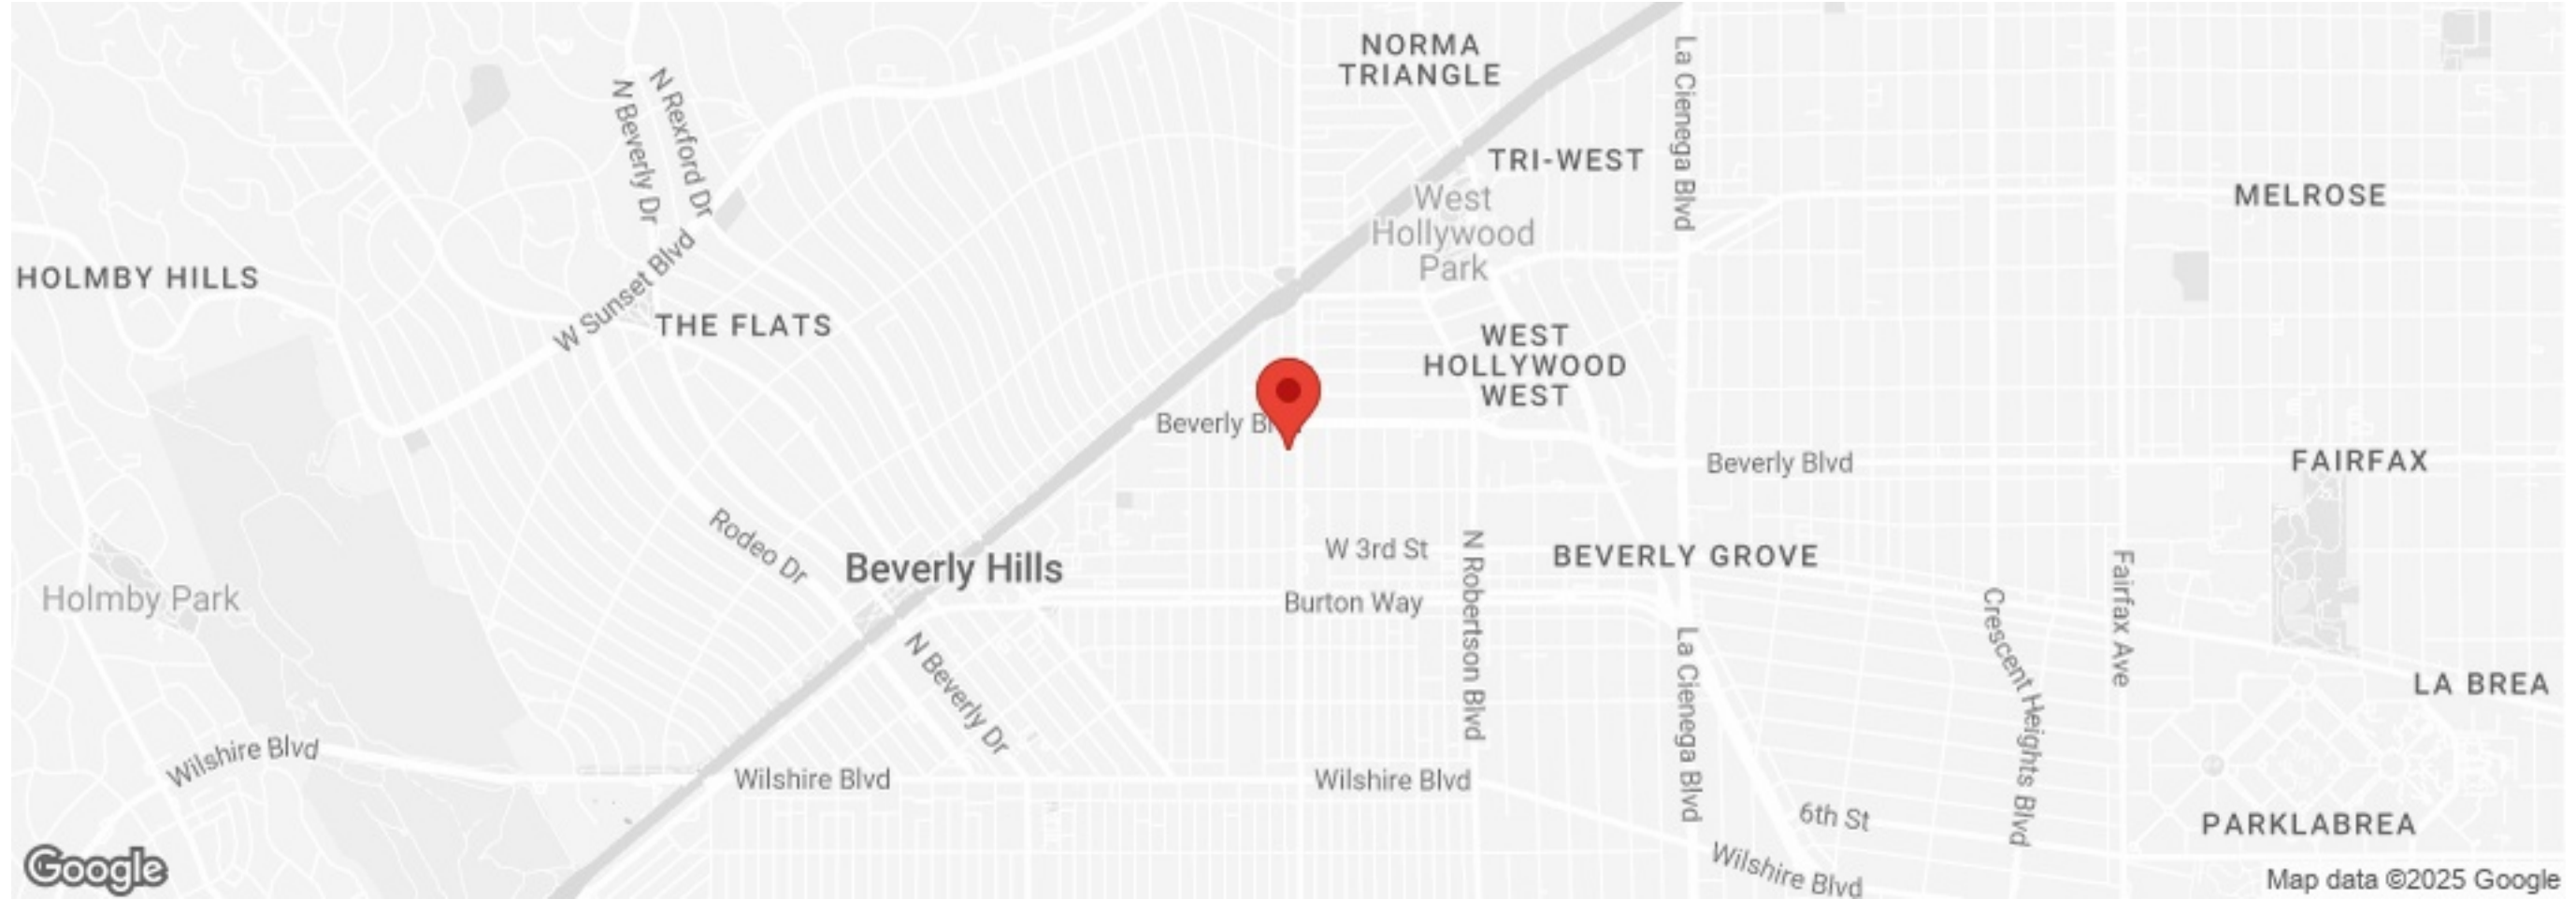 NORMA
TRIANGLE
La Cienega Blvd
N Rexford Dr
N Beverly Dr
TRI-WEST
West
Hollywood
Park
MELROSE
HOLMBY HILLS
W Sunset Blvd
THE FLATS
WEST
HOLLYWOOD
WEST
Beverly
Beverly Blvd
FAIRFAX
Rodeo Dr
Beverly Hills
W 3rd St
N Robertson Blvd
BEVERLY GROVE
Fairfax Ave
Holmby Park
Burton Way
Crescent Heights Blvd
N Beverly Dr
La Cienega Blvd
LA BREA
Wilshire Blvd
Wilshire Blvd
Wilshire Blvd
6th St
PARKLABREA
Wilshire Blvd
Google
Map data ©2025 Google